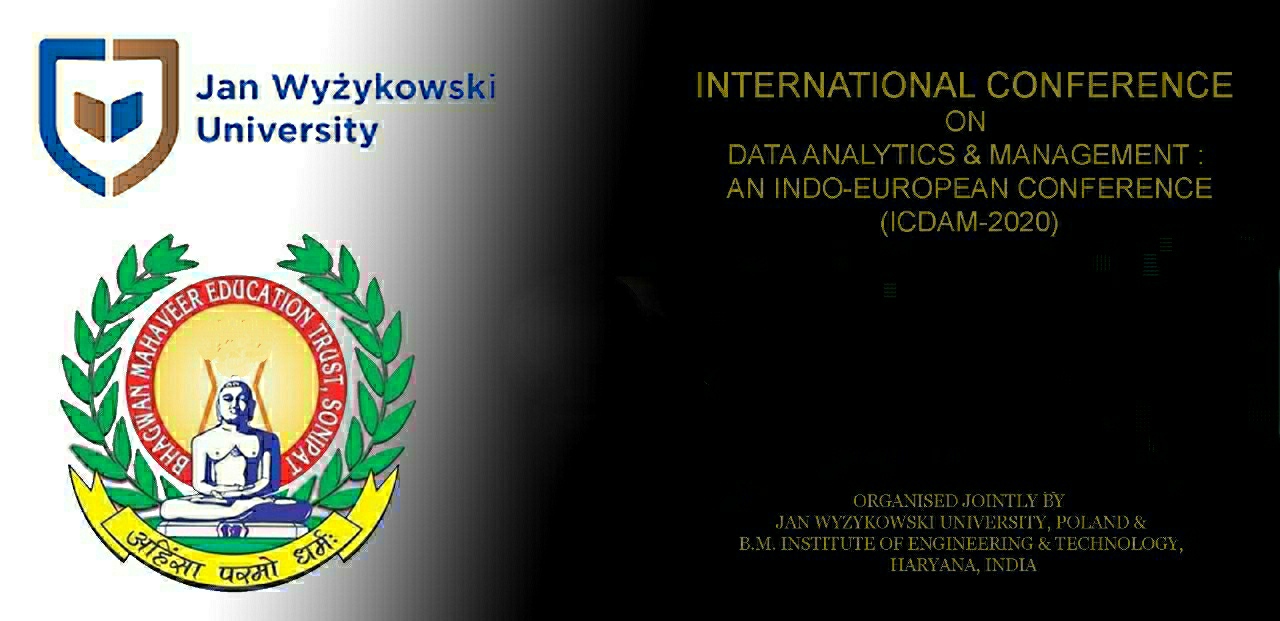 Jan Wyżykowski
University
BHAGWAN MAHAVEER EDUCATION TRUST, SONIPAT
अहिंसा परमो धर्मः
INTERNATIONAL CONFERENCE
ON
DATA ANALYTICS & MANAGEMENT :
AN INDO-EUROPEAN CONFERENCE
(ICDAM-2020)
ORGANISED JOINTLY BY
JAN WYZYKOWSKI UNIVERSITY, POLAND &
B.M. INSTITUTE OF ENGINEERING & TECHNOLOGY,
HARYANA, INDIA